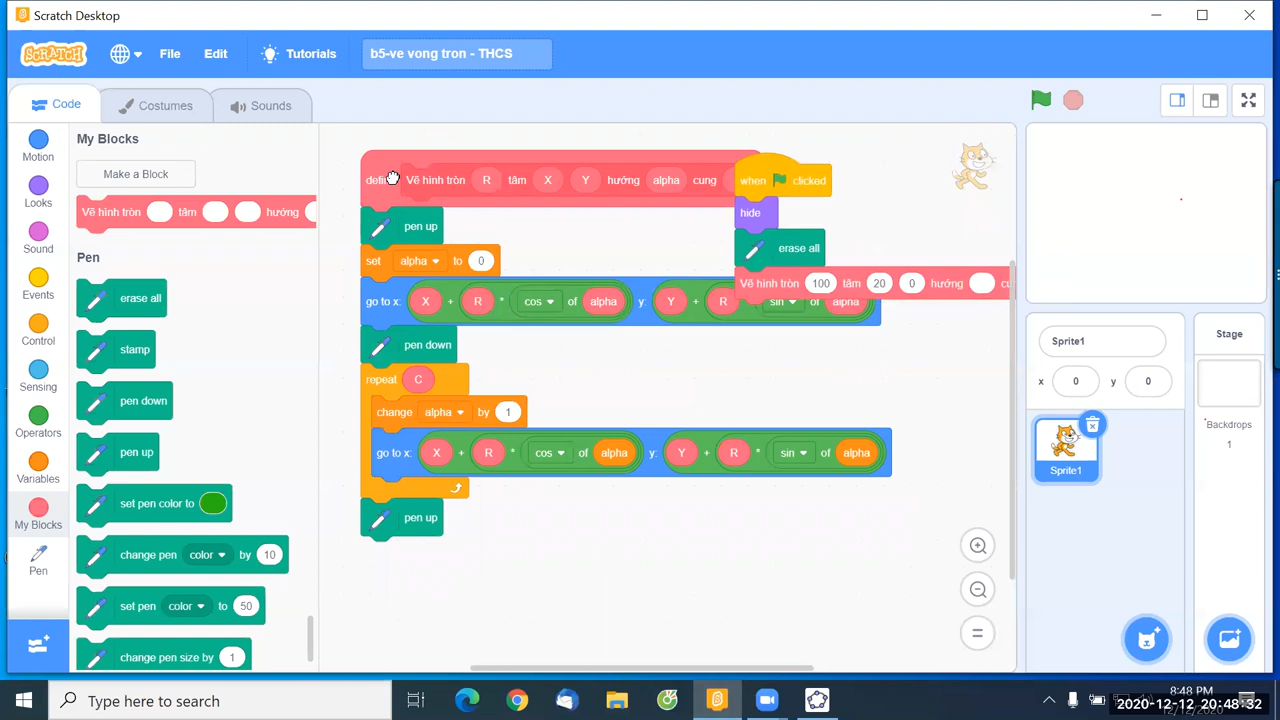 Scratch Desktop
SCRATCH
File
Edit
Tutorials
b5-ve vong tron - THCS
Code
Costumes
Sounds
Motion
Looks
Sound
Events
Control
Sensing
Operators
Variables
My Blocks
Pen
My Blocks
Make a Block
Vẽ hình tròn tâm hướng
Pen
erase all
stamp
pen down
pen up
set pen color to
change pen color by 10
set pen color to 50
change pen size by 1
Vẽ hình tròn R tâm X Y hướng alpha cung
pen up
set alpha to 0
go to x: X + R * cos of alpha y: Y + R sin of alpha
pen down
repeat C
change alpha by 1
go to x: X + R * cos of alpha y: Y + R * sin of alpha
pen up
when clicked
hide
erase all
Vẽ hình tròn 100 tâm 20 0 hướng
Sprite1
x 0 y 0
Sprite1
Stage
Backdrops
1
Type here to search
8:48 PM
2020-12-12 20:48:32